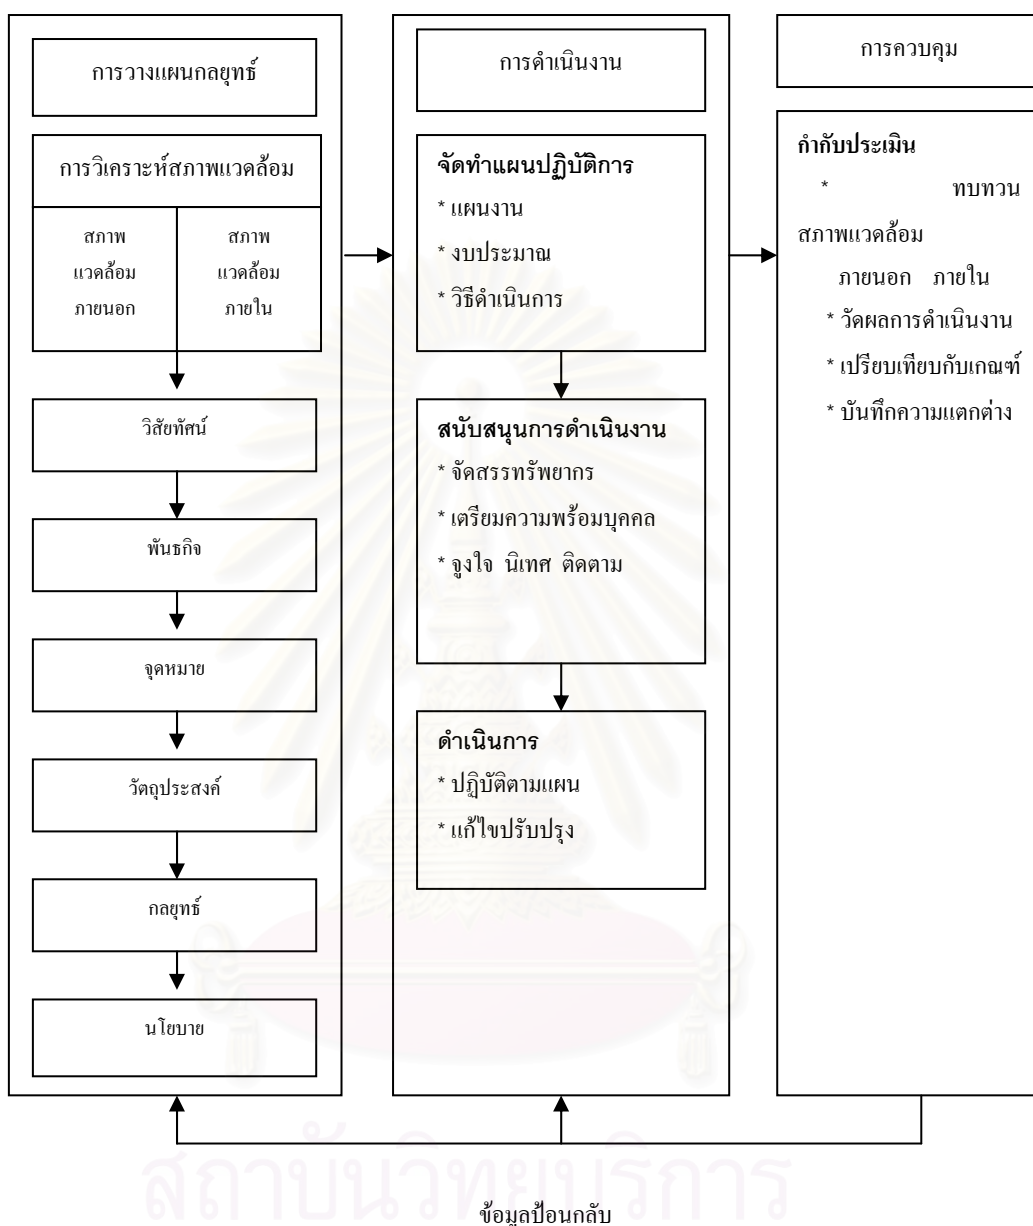 การวางแผนกลยุทธ์
การวิเคราะห์สภาพแวดล้อม
สภาพ
แวดล้อม
ภายนอก
สภาพ
แวดล้อม
ภายใน
วิสัยทัศน์
พันธกิจ
จุดหมาย
วัตถุประสงค์
กลยุทธ์
นโยบาย
การดำเนินงาน
จัดทำแผนปฏิบัติการ
* แผนงาน
* งบประมาณ
* วิธีดำเนินการ
สนับสนุนการดำเนินงาน
* จัดสรรทรัพยากร
* เตรียมความพร้อมบุคคล
* จูงใจ นิเทศ ติดตาม
ดำเนินการ
* ปฏิบัติตามแผน
* แก้ไขปรับปรุง
การควบคุม
กำกับประเมิน
* ทบทวน
สภาพแวดล้อม
ภายนอก ภายใน
* วัดผลการดำเนินงาน
* เปรียบเทียบกับเกณฑ์
* บันทึกความแตกต่าง
สถาบันวิทยบริการ
ข้อมูลป้อนกลับ